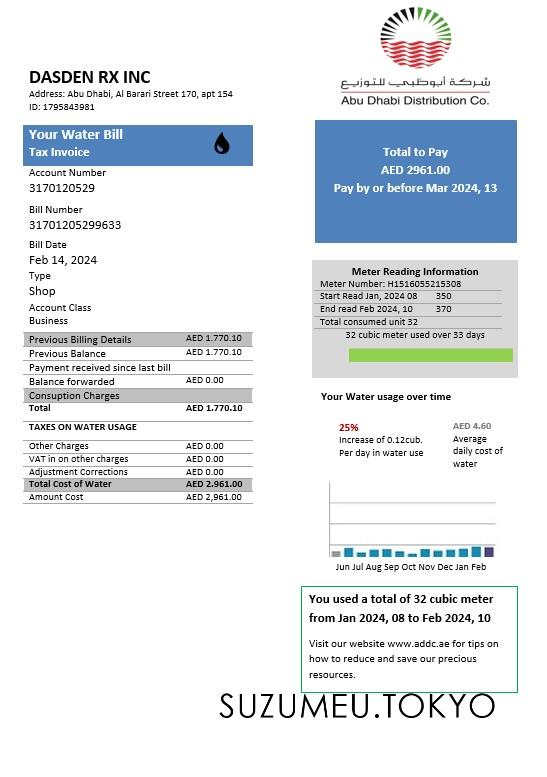 DASDEN RX INC
Address: Abu Dhabi, Al Barari Street 170, apt 154
ID: 1795843981
شركة أبوظبي للتوزيع
Abu Dhabi Distribution Co.
Your Water Bill
Tax Invoice
Account Number
3170120529
Bill Number
31701205299633
Bill Date
Feb 14, 2024
Type
Shop
Account Class
Business
Previous Billing Details AED 1.770.10
Previous Balance AED 1.770.10
Payment received since last bill
Balance forwarded AED 0.00
Consuption Charges
Total AED 1.770.10
TAXES ON WATER USAGE
Other Charges AED 0.00
VAT in on other charges AED 0.00
Adjustment Corrections AED 0.00
Total Cost of Water AED 2.961.00
Amount Cost AED 2,961.00
Total to Pay
AED 2961.00
Pay by or before Mar 2024, 13
Meter Reading Information
Meter Number: H1516055215308
Start Read Jan, 2024 08 350
End read Feb 2024, 10 370
Total consumed unit 32
32 cubic meter used over 33 days
Your Water usage over time
25%
Increase of 0.12cub.
Per day in water use
AED 4.60
Average
daily cost of
water
Jun Jul Aug Sep Oct Nov Dec Jan Feb
You used a total of 32 cubic meter
from Jan 2024, 08 to Feb 2024, 10
Visit our website www.addc.ae for tips on
how to reduce and save our precious
resources.
SUZUMEU.TOKYO